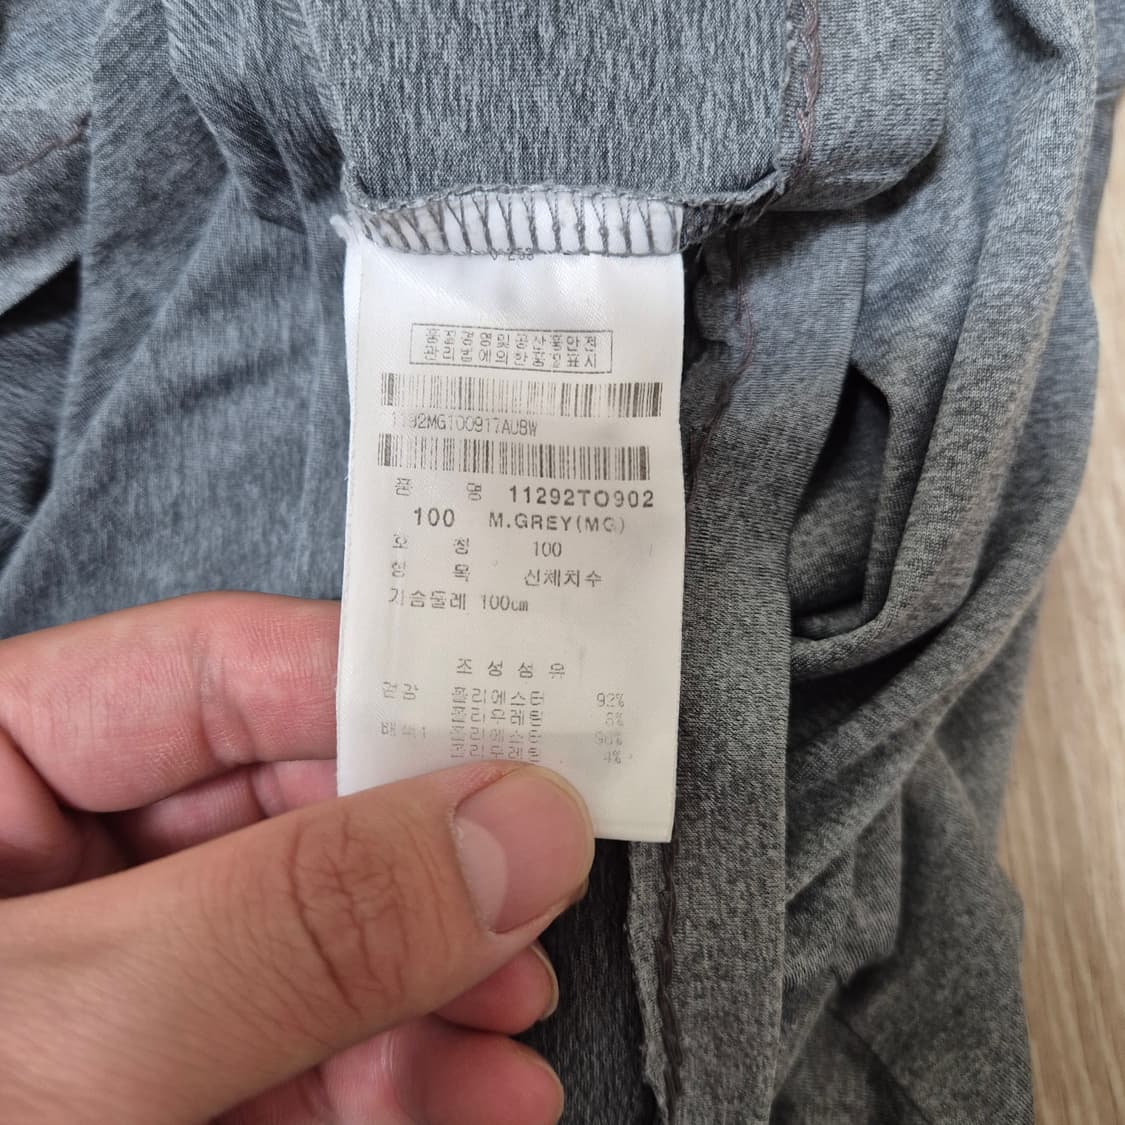 품질경영및공산품안전
관리법에의한품질표시
1192MG100917AU8W
품 명 11292TO902
100 M.GREY(MG)
호 칭 100
항 목 신체치수
가슴둘레 100cm
조 성 섬 유
겉감 폴리에스터 92%
폴리우레탄 8%
배색1 폴리에스터 96%
폴리우레탄 4%